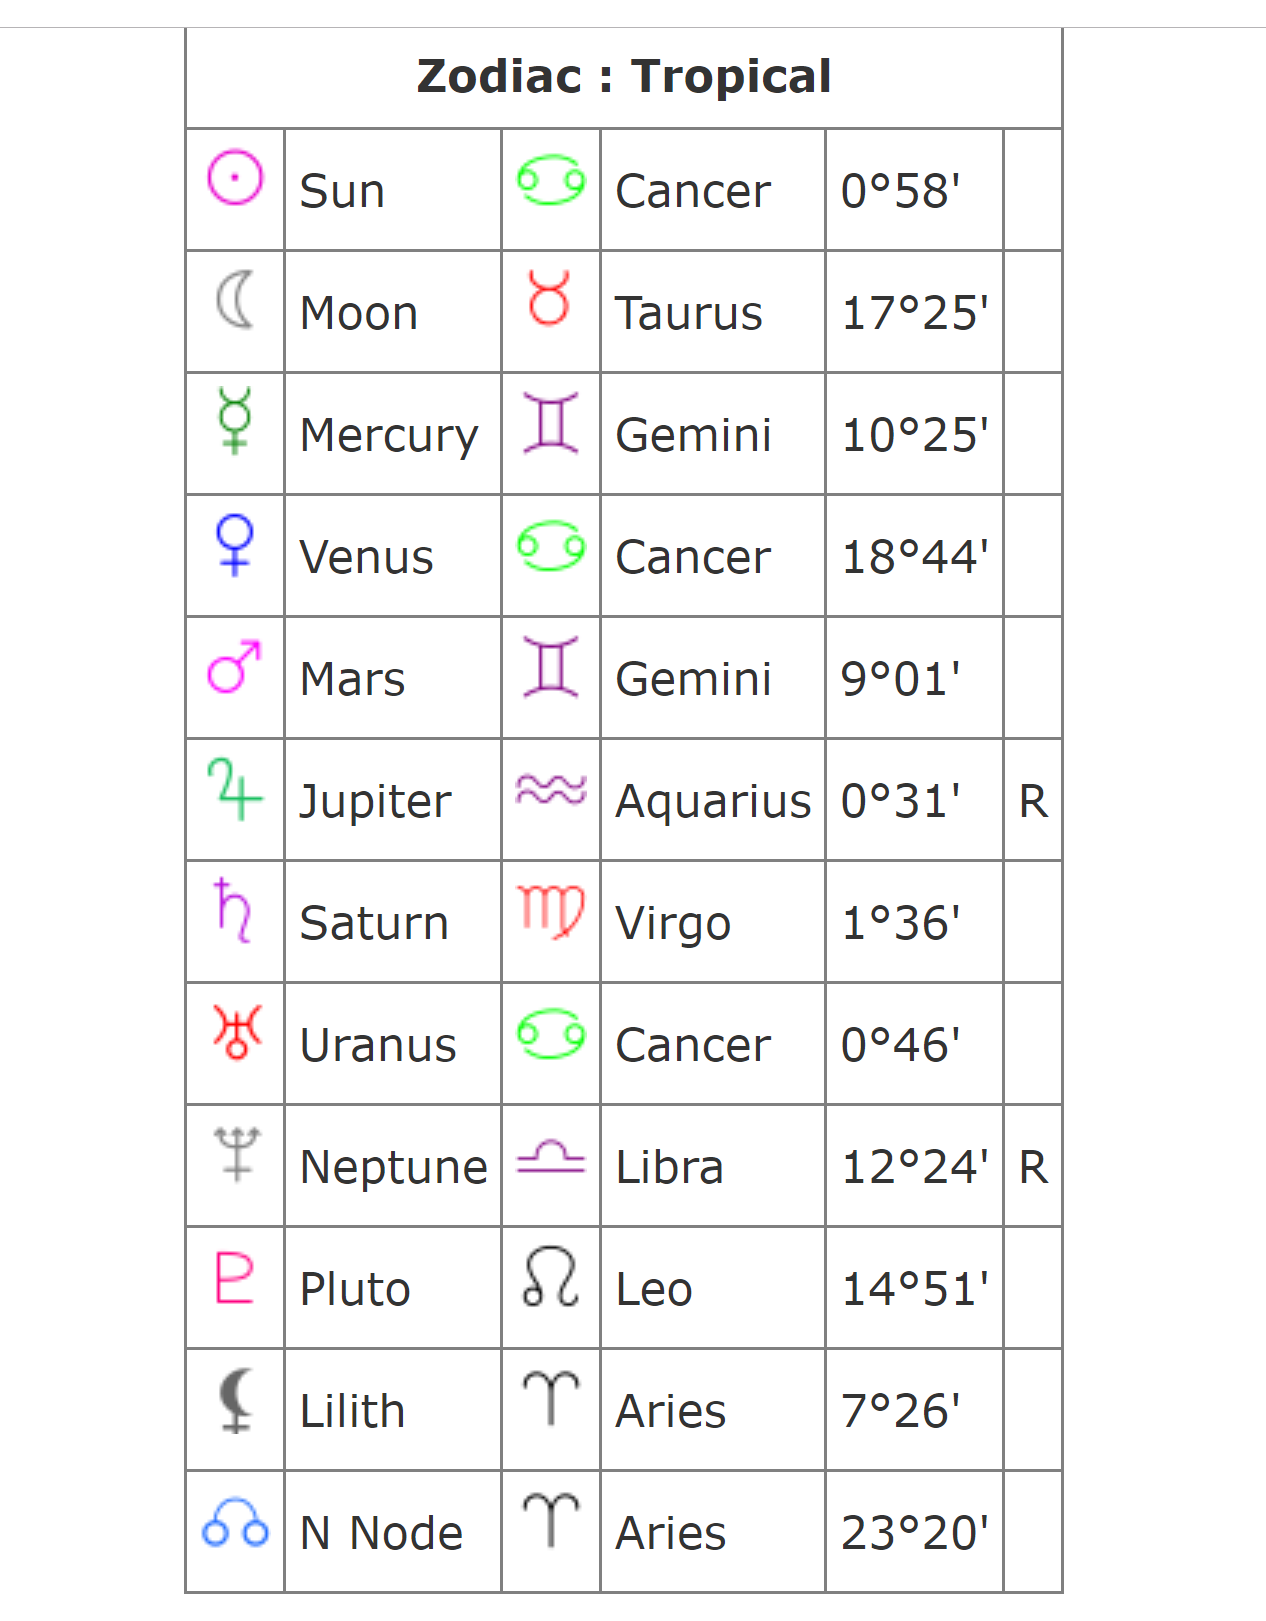 Zodiac : Tropical
Sun Cancer 0°58'
Moon Taurus 17°25'
Mercury Gemini 10°25'
Venus Cancer 18°44'
Mars Gemini 9°01'
Jupiter Aquarius 0°31' R
Saturn Virgo 1°36'
Uranus Cancer 0°46'
Neptune Libra 12°24' R
Pluto Leo 14°51'
Lilith Aries 7°26'
N Node Aries 23°20'